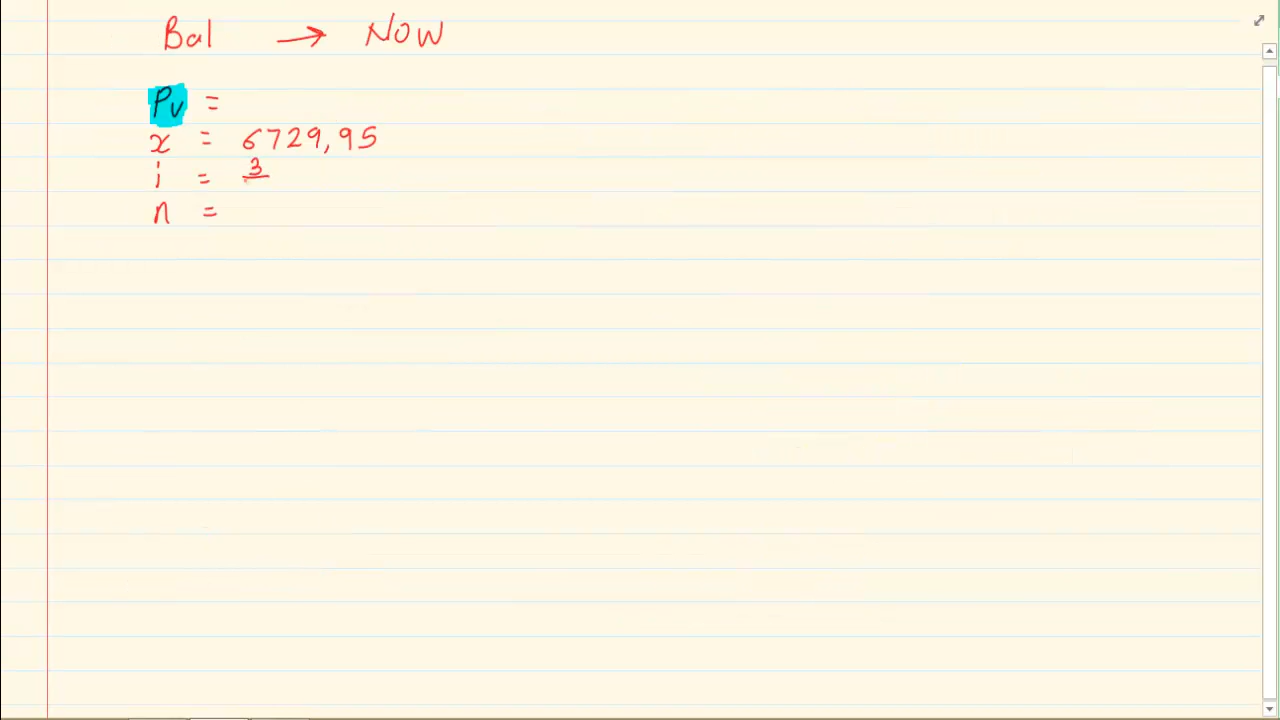 Bal → NOW
Pv =
x = 6729,95
i = 3
n =